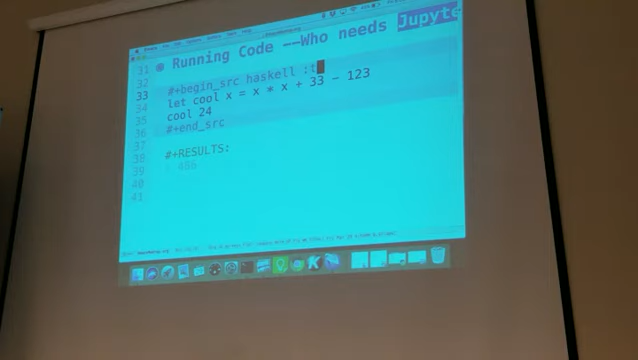 31 Running Code ——Who needs Jupyte
32
33 #+begin_src haskell :t
34 let cool x = x * x + 33 - 123
35 cool 24
36 #+end_src
37
38 #+RESULTS:
39 : 486
40
41